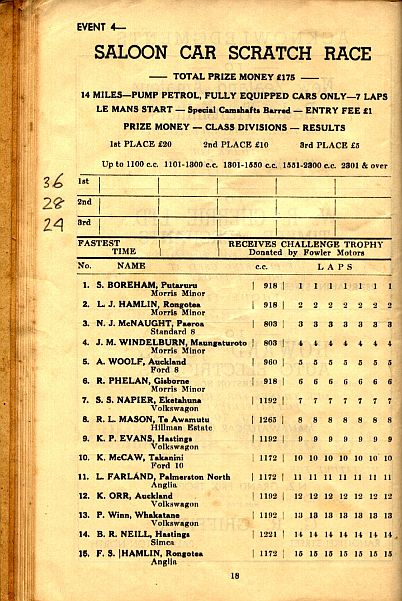 EVENT 4—
SALOON CAR SCRATCH RACE
— TOTAL PRIZE MONEY £175 —
14 MILES—PUMP PETROL, FULLY EQUIPPED CARS ONLY—7 LAPS
LE MANS START — Special Camshafts Barred — ENTRY FEE £1
PRIZE MONEY — CLASS DIVISIONS — RESULTS
1st PLACE £20 2nd PLACE £10 3rd PLACE £5
Up to 1100 c.c. 1101-1300 c.c. 1301-1550 c.c. 1551-2300 c.c. 2301 & over
36 1st
28 2nd
24 3rd
FASTEST TIME RECEIVES CHALLENGE TROPHY
Donated by Fowler Motors
No. NAME c.c. LAPS
1. S. BOREHAM, Putaruru 918 1 1 1 1 1 1 1
Morris Minor
2. L. J. HAMLIN, Rongotea 918 2 2 2 2 2 2 2
Morris Minor
3. N. J. McNAUGHT, Paeroa 803 3 3 3 3 3 3 3
Standard 8
4. J. M. WINDELBURN, Maungaturoto 803 4 4 4 4 4 4 4
Morris Minor
5. A. WOOLF, Auckland 960 5 5 5 5 5 5 5
Ford 8
6. R. PHELAN, Gisborne 918 6 6 6 6 6 6 6
Morris Minor
7. S. S. NAPIER, Eketahuna 1192 7 7 7 7 7 7 7
Volkswagon
8. R. L. MASON, Te Awamutu 1265 8 8 8 8 8 8 8
Hillman Estate
9. K. P. EVANS, Hastings 1192 9 9 9 9 9 9 9
Volkswagon
10. K. McCAW, Takanini 1172 10 10 10 10 10 10 10
Ford 10
11. L. FARLAND, Palmerston North 1172 11 11 11 11 11 11 11
Anglia
12. K. ORR, Auckland 1192 12 12 12 12 12 12 12
Volkswagon
13. P. Winn, Whakatane 1192 13 13 13 13 13 13 13
Volkswagon
14. B. R. NEILL, Hastings 1221 14 14 14 14 14 14 14
Simca
15. F. S. HAMLIN, Rongotea 1172 15 15 15 15 15 15 15
Anglia
18